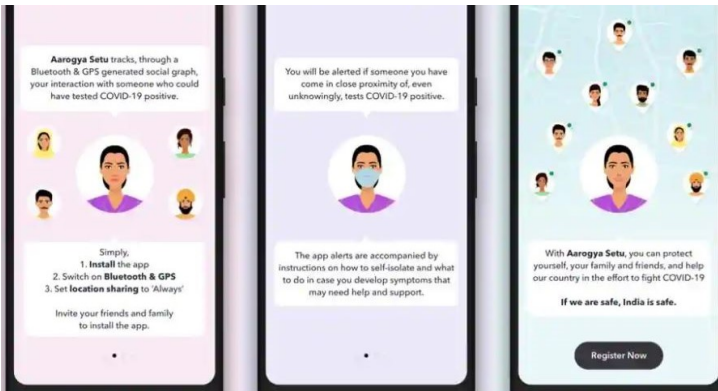 Aarogya Setu tracks, through a
Bluetooth & GPS generated social graph,
your interaction with someone who could
have tested COVID-19 positive.
Simply,
1. Install the app
2. Switch on Bluetooth & GPS
3. Set location sharing to 'Always'
Invite your friends and family
to install the app.
You will be alerted if someone you have
come in close proximity of, even
unknowingly, tests COVID-19 positive.
The app alerts are accompanied by
instructions on how to self-isolate and what
to do in case you develop symptoms that
may need help and support.
With Aarogya Setu, you can protect
yourself, your family and friends, and help
our country in the effort to fight COVID-19
If we are safe, India is safe.
Register Now